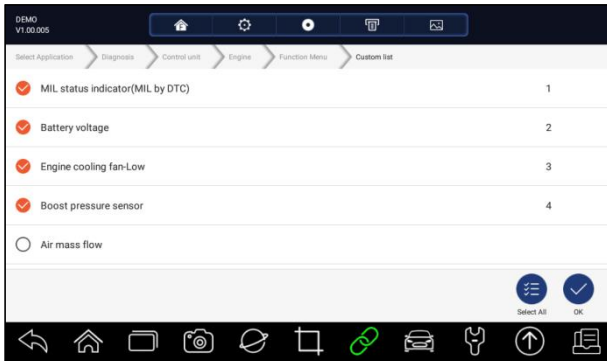 DEMO
V1.00.005
Select Application Diagnosis Control unit Engine Function Menu Custom list
MIL status indicator(MIL by DTC) 1
Battery voltage 2
Engine cooling fan-Low 3
Boost pressure sensor 4
Air mass flow
Select All OK